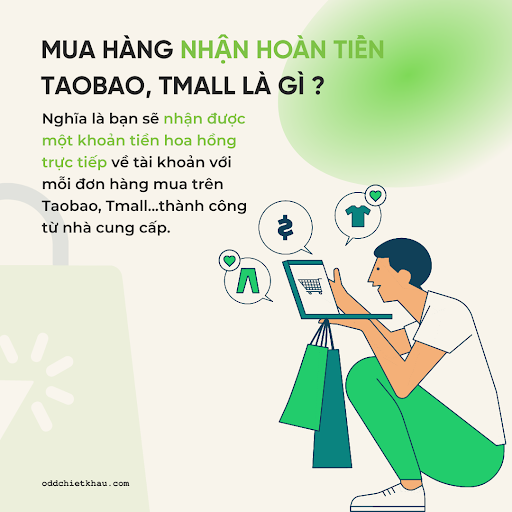 MUA HÀNG NHẬN HOÀN TIỀN
TAOBAO, TMALL LÀ GÌ ?
Nghĩa là bạn sẽ nhận được
một khoản tiền hoa hồng
trực tiếp về tài khoản với
mỗi đơn hàng mua trên
Taobao, Tmall...thành công
từ nhà cung cấp.
$
oddchietkhau.com